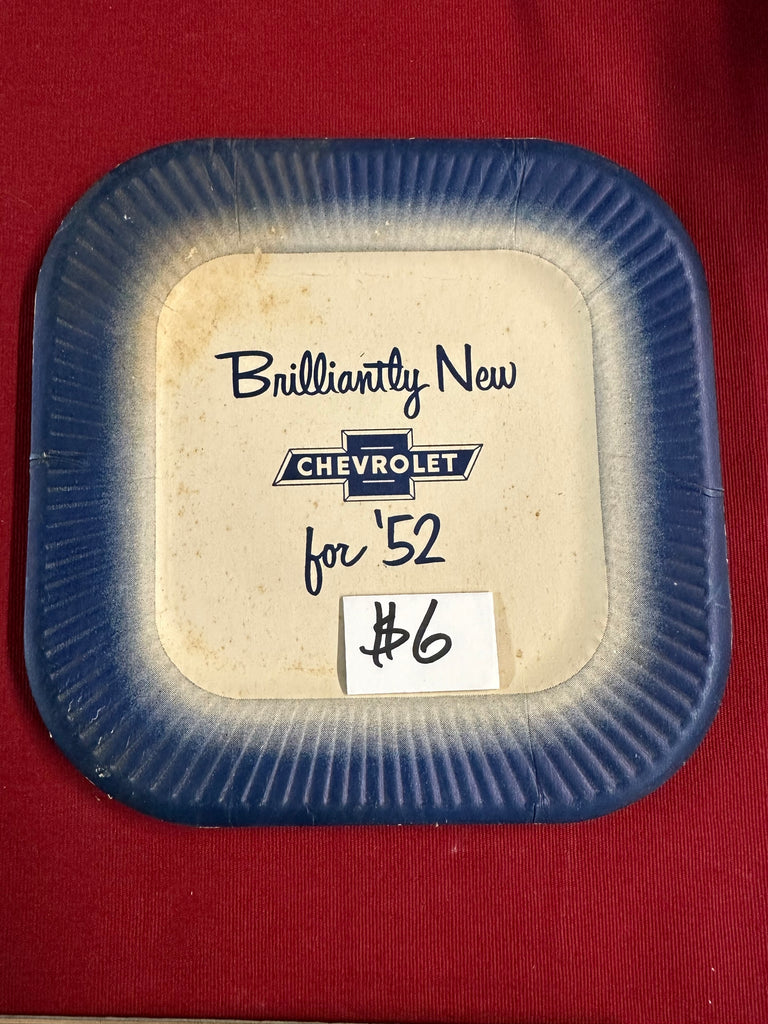 Brilliantly New
CHEVROLET
for '52
$6